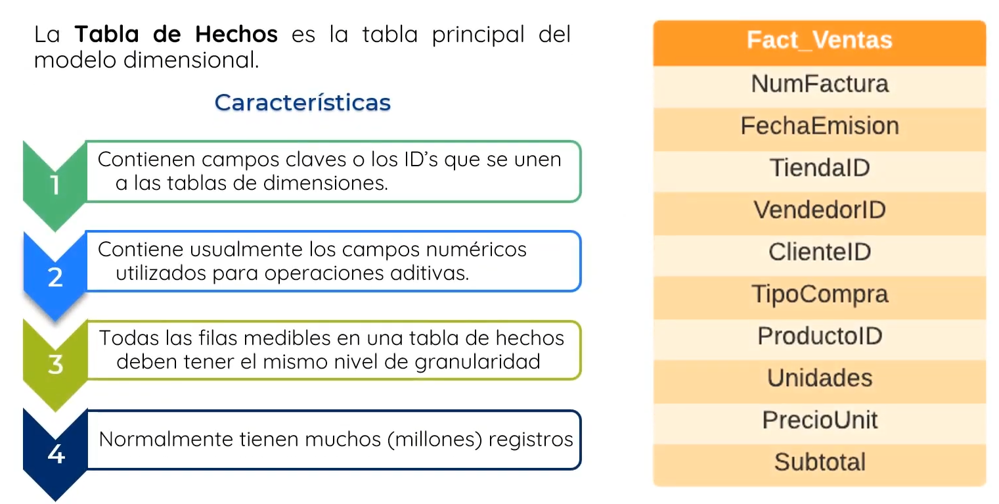 La Tabla de Hechos es la tabla principal del
modelo dimensional.
Características
1
Contienen campos claves o los ID’s que se unen
a las tablas de dimensiones.
2
Contiene usualmente los campos numéricos
utilizados para operaciones aditivas.
3
Todas las filas medibles en una tabla de hechos
deben tener el mismo nivel de granularidad
4
Normalmente tienen muchos (millones) registros
Fact_Ventas
NumFactura
FechaEmision
TiendaID
VendedorID
ClienteID
TipoCompra
ProductoID
Unidades
PrecioUnit
Subtotal